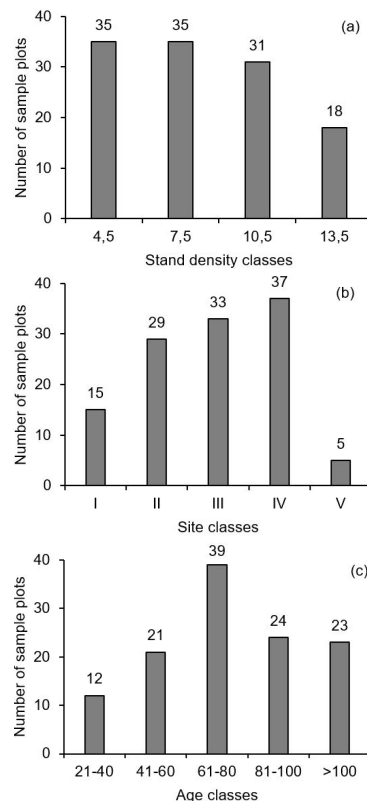 (a)
Number of sample plots
40
30
20
10
0
35 35 31 18
4,5 7,5 10,5 13,5
Stand density classes
(b)
Number of sample plots
40
30
20
10
0
15 29 33 37 5
I II III IV V
Site classes
(c)
Number of sample plots
40
30
20
10
0
12 21 39 24 23
21-40 41-60 61-80 81-100 >100
Age classes